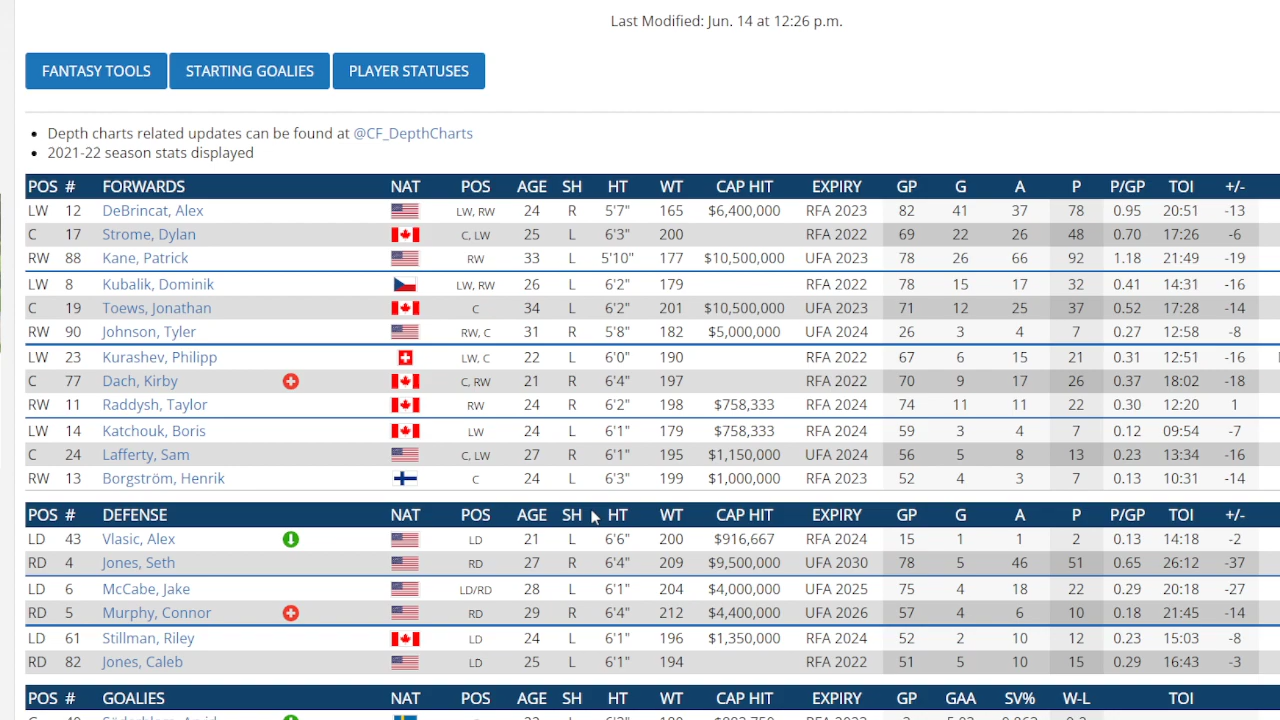 Last Modified: Jun. 14 at 12:26 p.m.
FANTASY TOOLS STARTING GOALIES PLAYER STATUSES
• Depth charts related updates can be found at @CF_DepthCharts
• 2021-22 season stats displayed
POS # FORWARDS NAT POS AGE SH HT WT CAP HIT EXPIRY GP G A P P/GP TOI +/-
LW 12 DeBrincat, Alex LW, RW 24 R 5'7" 165 $6,400,000 RFA 2023 82 41 37 78 0.95 20:51 -13
C 17 Strome, Dylan C, LW 25 L 6'3" 200 RFA 2022 69 22 26 48 0.70 17:26 -6
RW 88 Kane, Patrick RW 33 L 5'10" 177 $10,500,000 UFA 2023 78 26 66 92 1.18 21:49 -19
LW 8 Kubalik, Dominik LW, RW 26 L 6'2" 179 RFA 2022 78 15 17 32 0.41 14:31 -16
C 19 Toews, Jonathan C 34 L 6'2" 201 $10,500,000 UFA 2023 71 12 25 37 0.52 17:28 -14
RW 90 Johnson, Tyler RW, C 31 R 5'8" 182 $5,000,000 UFA 2024 26 3 4 7 0.27 12:58 -8
LW 23 Kurashev, Philipp LW, C 22 L 6'0" 190 RFA 2022 67 6 15 21 0.31 12:51 -16
C 77 Dach, Kirby C, RW 21 R 6'4" 197 RFA 2022 70 9 17 26 0.37 18:02 -18
RW 11 Raddysh, Taylor RW 24 R 6'2" 198 $758,333 RFA 2024 74 11 11 22 0.30 12:20 1
LW 14 Katchouk, Boris LW 24 L 6'1" 179 $758,333 RFA 2024 59 3 4 7 0.12 09:54 -7
C 24 Lafferty, Sam C, LW 27 R 6'1" 195 $1,150,000 UFA 2024 56 5 8 13 0.23 13:34 -16
RW 13 Borgström, Henrik C 24 L 6'3" 199 $1,000,000 RFA 2023 52 4 3 7 0.13 10:31 -14
POS # DEFENSE NAT POS AGE SH HT WT CAP HIT EXPIRY GP G A P P/GP TOI +/-
LD 43 Vlasic, Alex LD 21 L 6'6" 200 $916,667 RFA 2024 15 1 1 2 0.13 14:18 -2
RD 4 Jones, Seth RD 27 R 6'4" 209 $9,500,000 UFA 2030 78 5 46 51 0.65 26:12 -37
LD 6 McCabe, Jake LD/RD 28 L 6'1" 204 $4,000,000 UFA 2025 75 4 18 22 0.29 20:18 -27
RD 5 Murphy, Connor RD 29 R 6'4" 212 $4,400,000 UFA 2026 57 4 6 10 0.18 21:45 -14
LD 61 Stillman, Riley LD 24 L 6'1" 196 $1,350,000 RFA 2024 52 2 10 12 0.23 15:03 -8
RD 82 Jones, Caleb LD 25 L 6'1" 194 RFA 2022 51 5 10 15 0.29 16:43 -3
POS # GOALIES NAT POS AGE SH HT WT CAP HIT EXPIRY GP GAA SV% W-L TOI